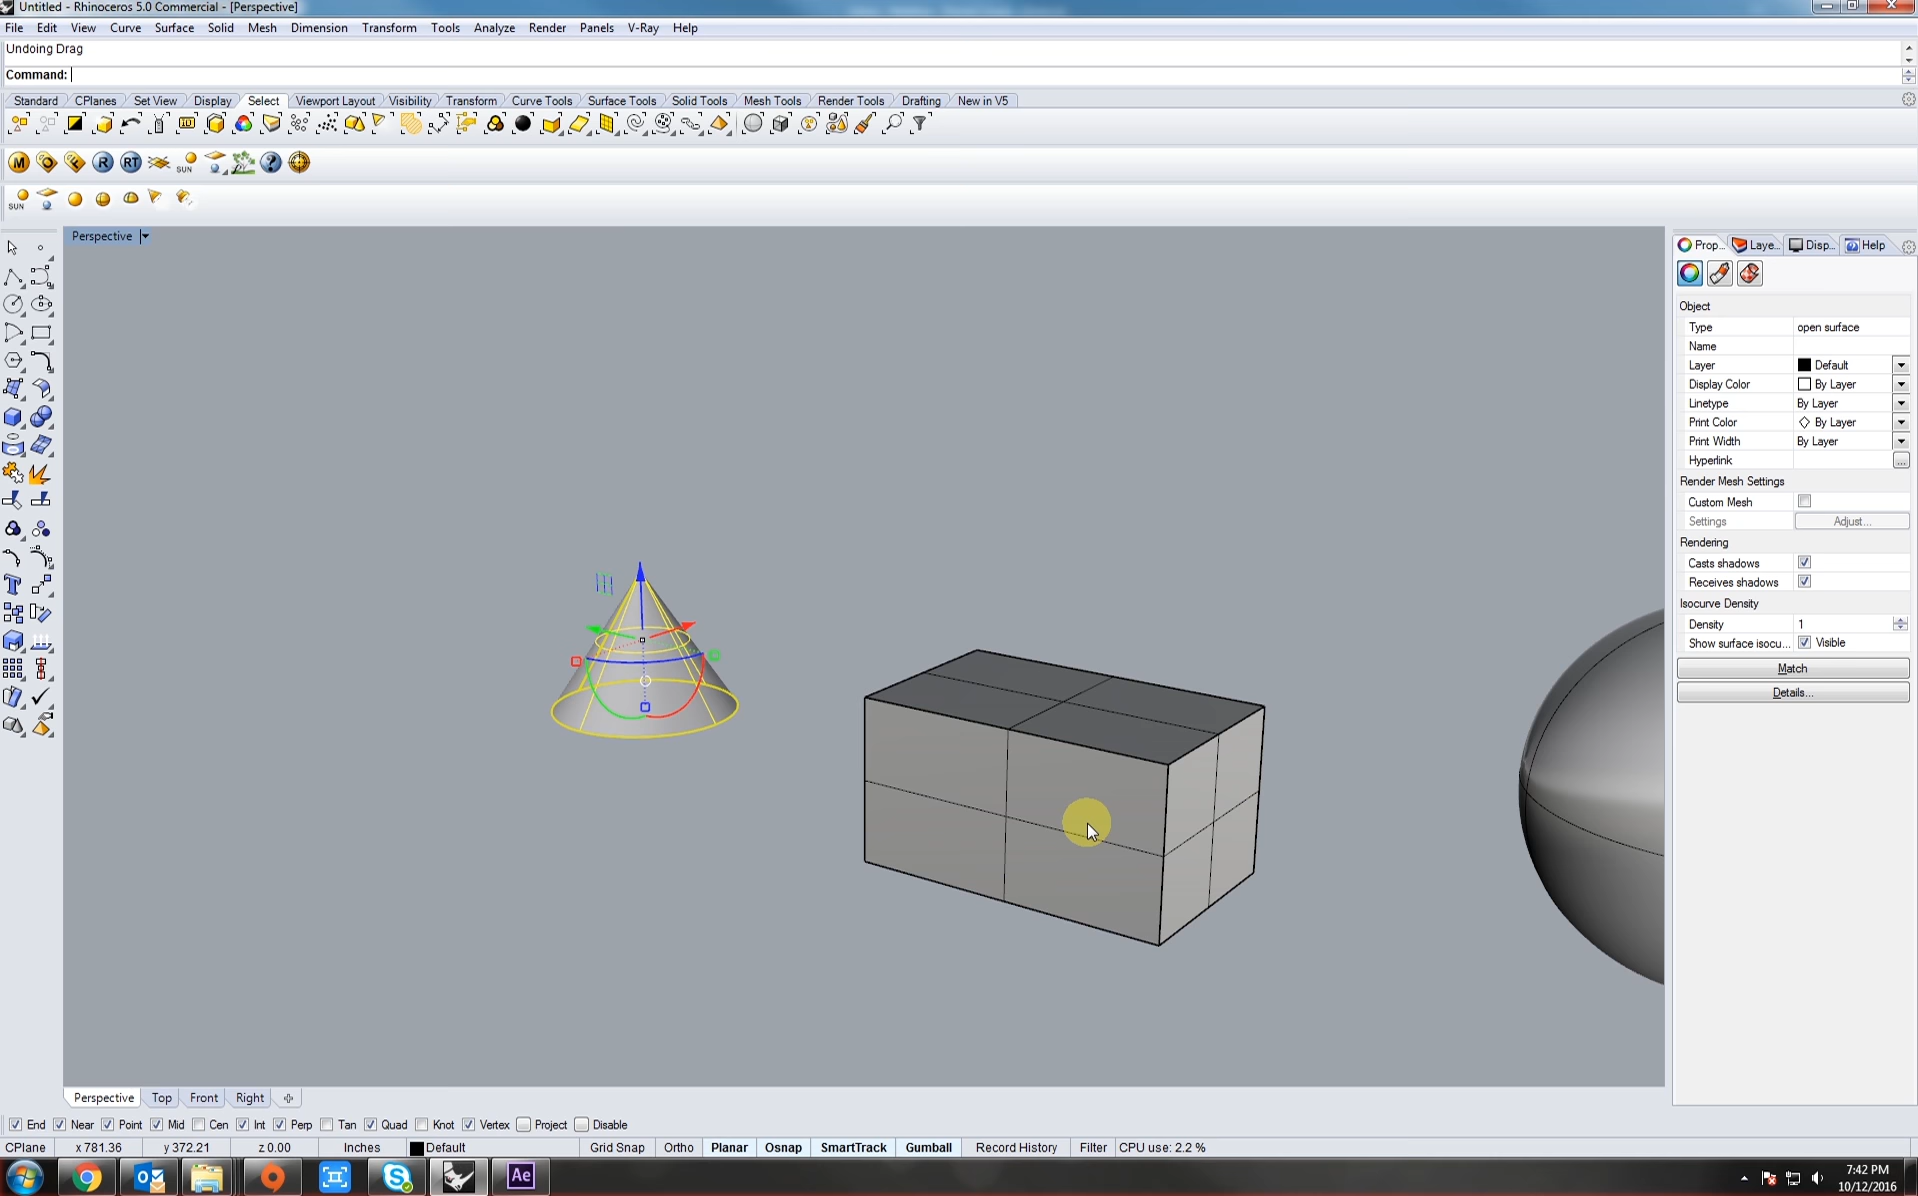 Untitled - Rhinoceros 5.0 Commercial - [Perspective]
File Edit View Curve Surface Solid Mesh Dimension Transform Tools Analyze Render Panels V-Ray Help
Undoing Drag
Command:
Standard CPlanes Set View Display Select Viewport Layout Visibility Transform Curve Tools Surface Tools Solid Tools Mesh Tools Render Tools Drafting New in V5
M O R RT SUN ?
SUN
Perspective
Prop... Laye... Disp... Help
Object
Type open surface
Name
Layer Default
Display Color By Layer
Linetype By Layer
Print Color By Layer
Print Width By Layer
Hyperlink ...
Render Mesh Settings
Custom Mesh
Settings Adjust...
Rendering
Casts shadows
Receives shadows
Isocurve Density
Density 1
Show surface isocu... Visible
Match
Details...
Perspective Top Front Right
End Near Point Mid Cen Int Perp Tan Quad Knot Vertex Project Disable
CPlane x 781.36 y 372.21 z 0.00 Inches Default Grid Snap Ortho Planar Osnap SmartTrack Gumball Record History Filter CPU use: 2.2 %
Ae
7:42 PM
10/12/2016